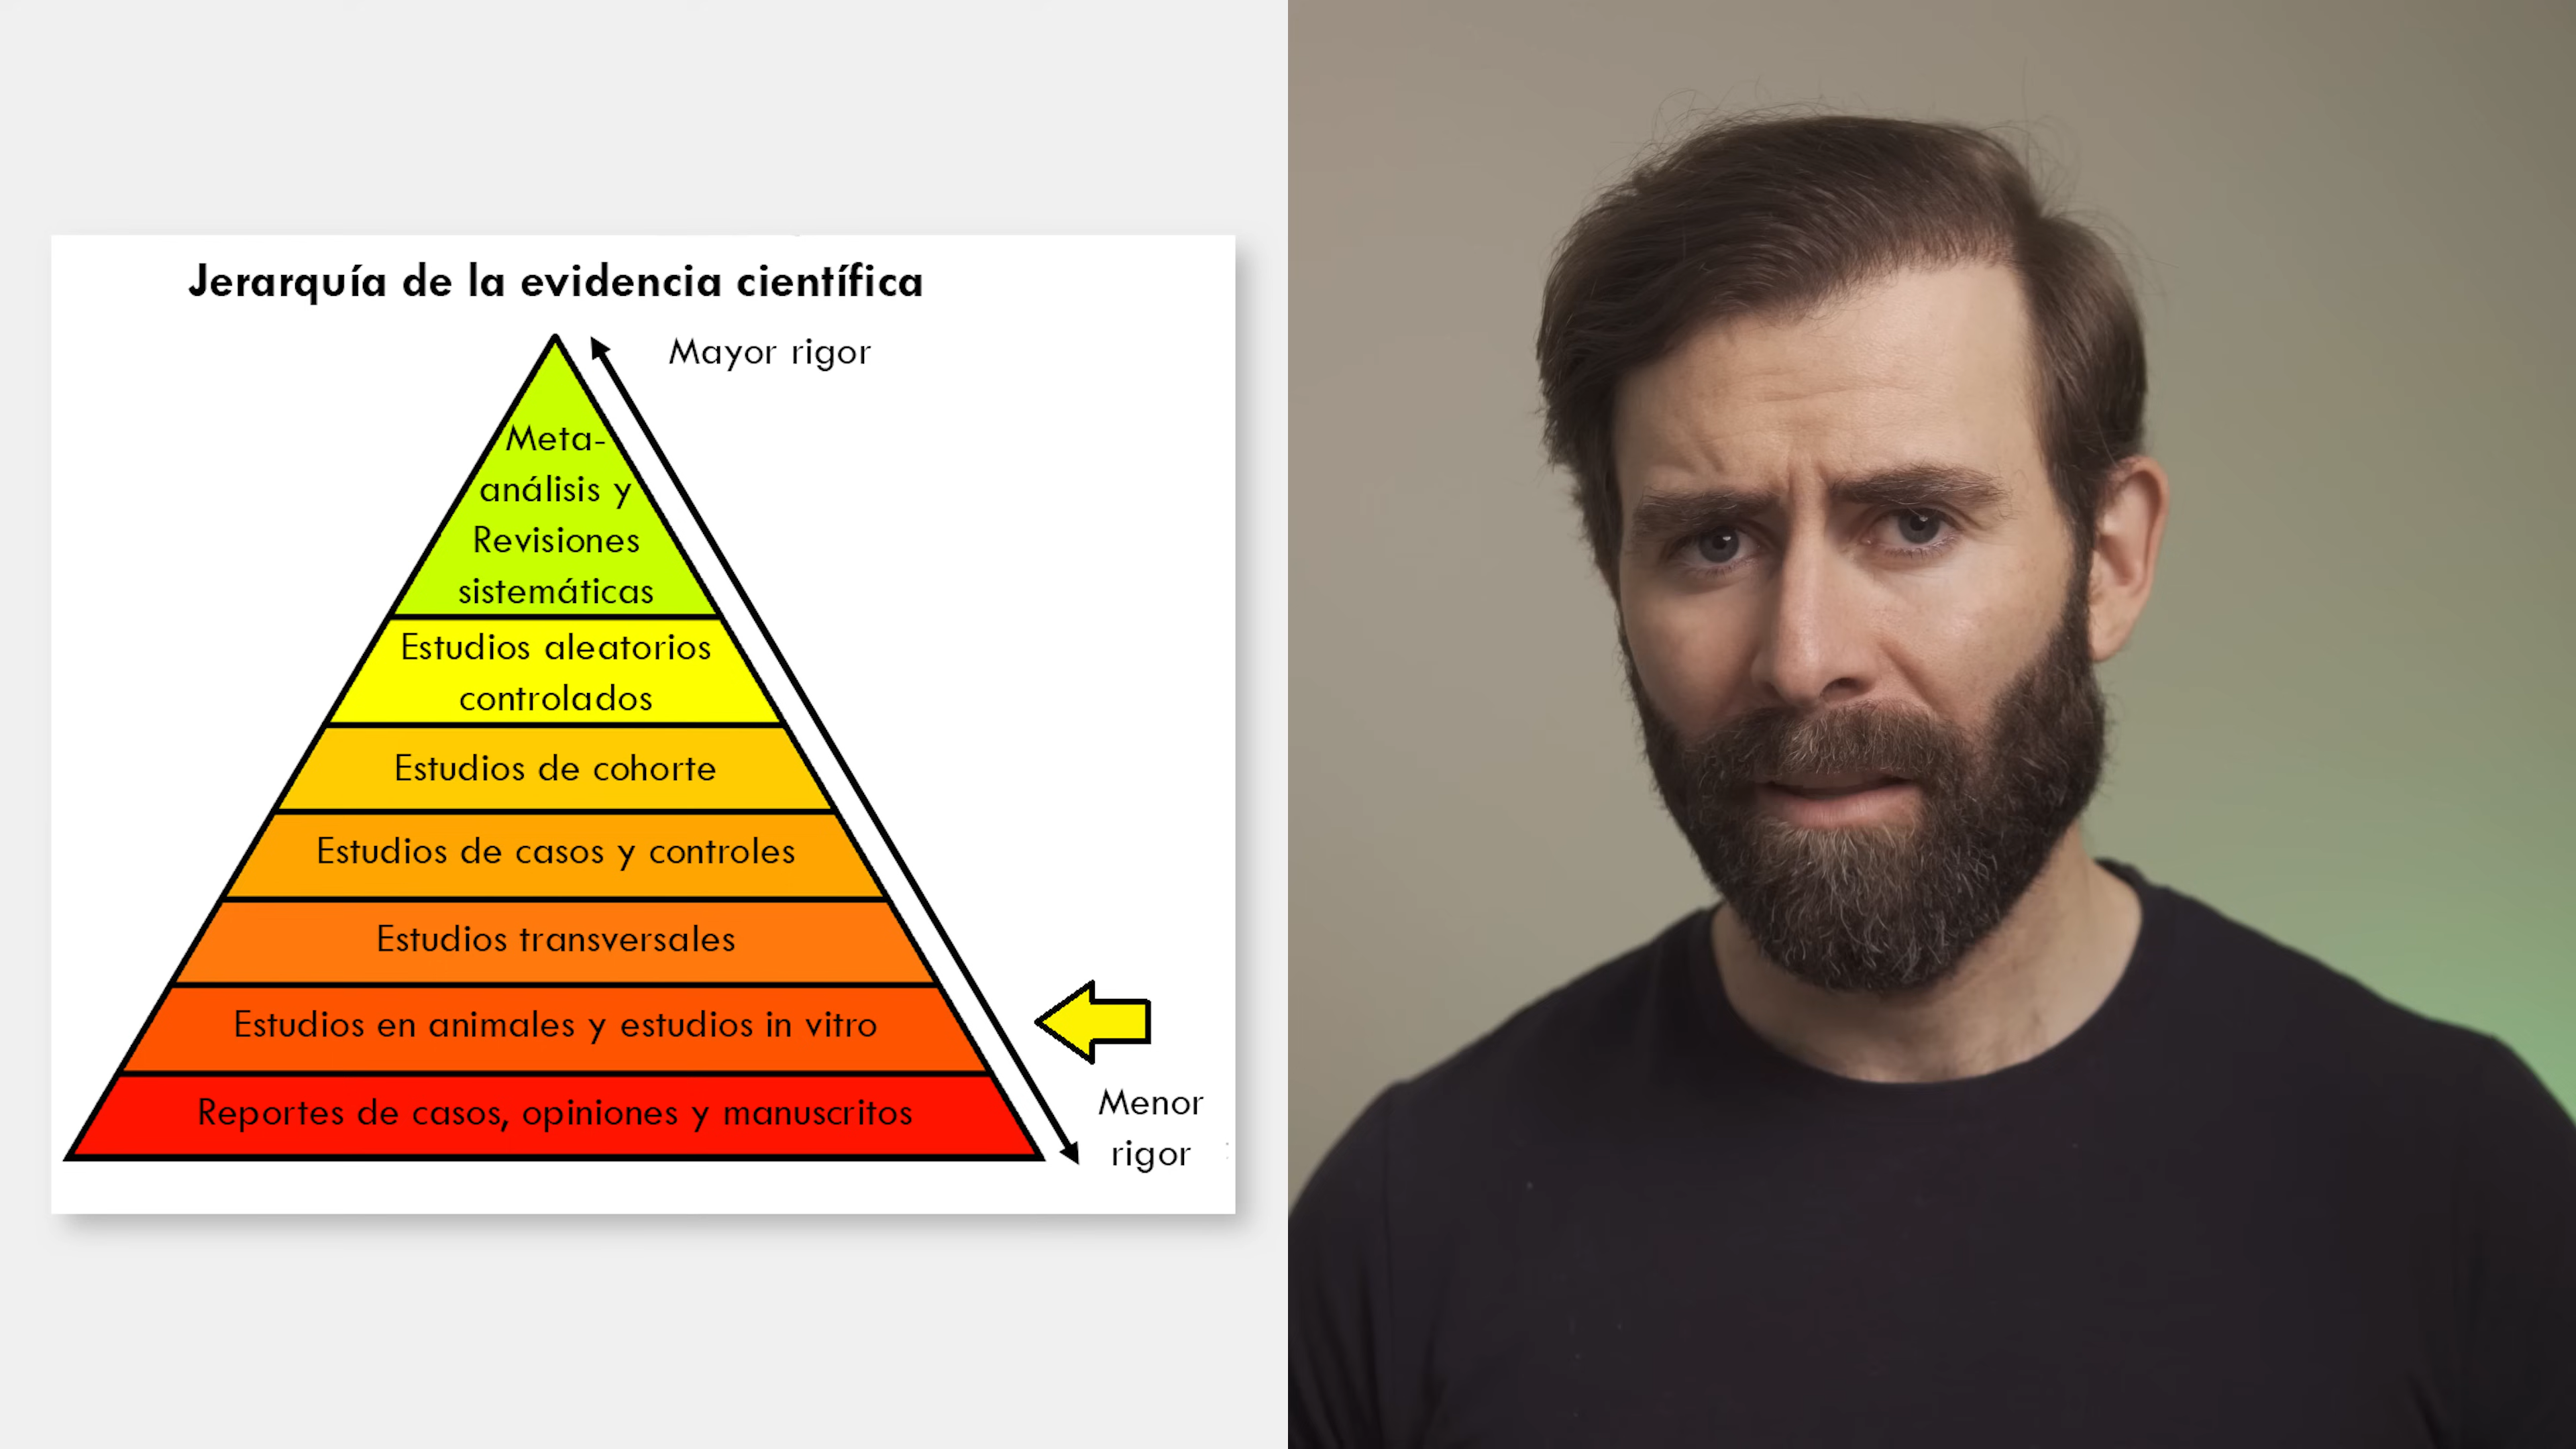 Jerarquía de la evidencia científica
Mayor rigor
Meta-
análisis y
Revisiones
sistemáticas
Estudios aleatorios
controlados
Estudios de cohorte
Estudios de casos y controles
Estudios transversales
Estudios en animales y estudios in vitro
Reportes de casos, opiniones y manuscritos
Menor
rigor